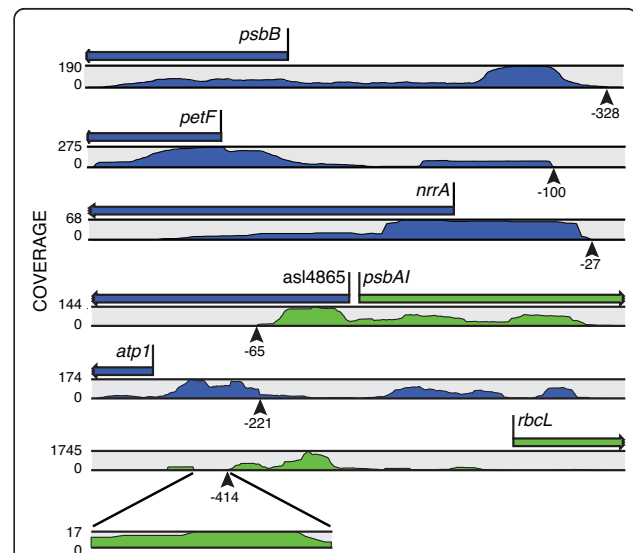 psbB
190
0
-328
petF
275
0
-100
nrrA
68
0
-27
COVERAGE
asl4865 psbAI
144
0
-65
atp1
174
0
-221
rbcL
1745
0
-414
17
0